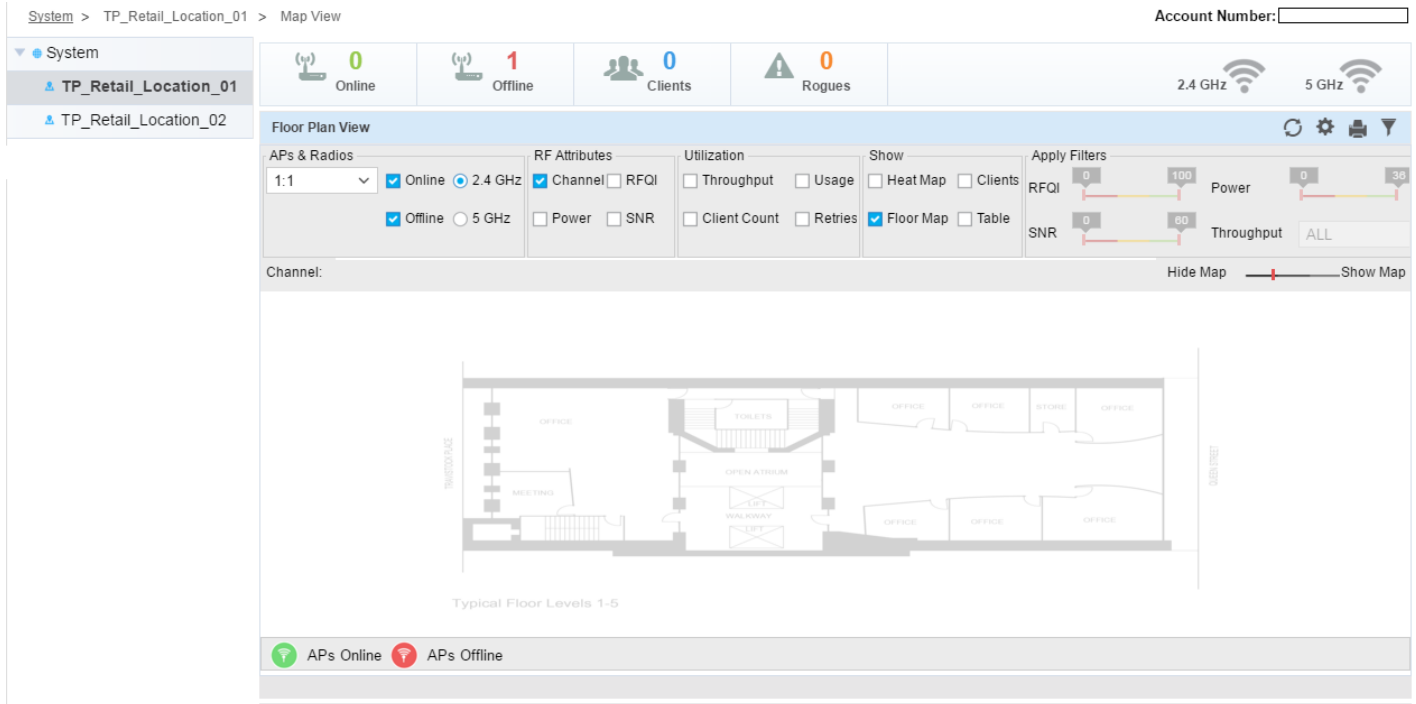 System > TP_Retail_Location_01 > Map View
Account Number:
System
TP_Retail_Location_01
TP_Retail_Location_02
0 Online
1 Offline
0 Clients
0 Rogues
2.4 GHz
5 GHz
Floor Plan View
APs & Radios
1:1
Online
2.4 GHz
Offline
5 GHz
RF Attributes
Channel
RFQI
Power
SNR
Utilization
Throughput
Usage
Client Count
Retries
Show
Heat Map
Clients
Floor Map
Table
Apply Filters
RFQI
0
100
Power
0
36
SNR
0
60
Throughput
ALL
Channel:
Hide Map
Show Map
OFFICE
TOILETS
OFFICE
OFFICE
STORE
OFFICE
QUEEN STREET
OPEN ATRIUM
MEETING
LIFT
WALKWAY
LIFT
OFFICE
OFFICE
OFFICE
Typical Floor Levels 1-5
APs Online
APs Offline